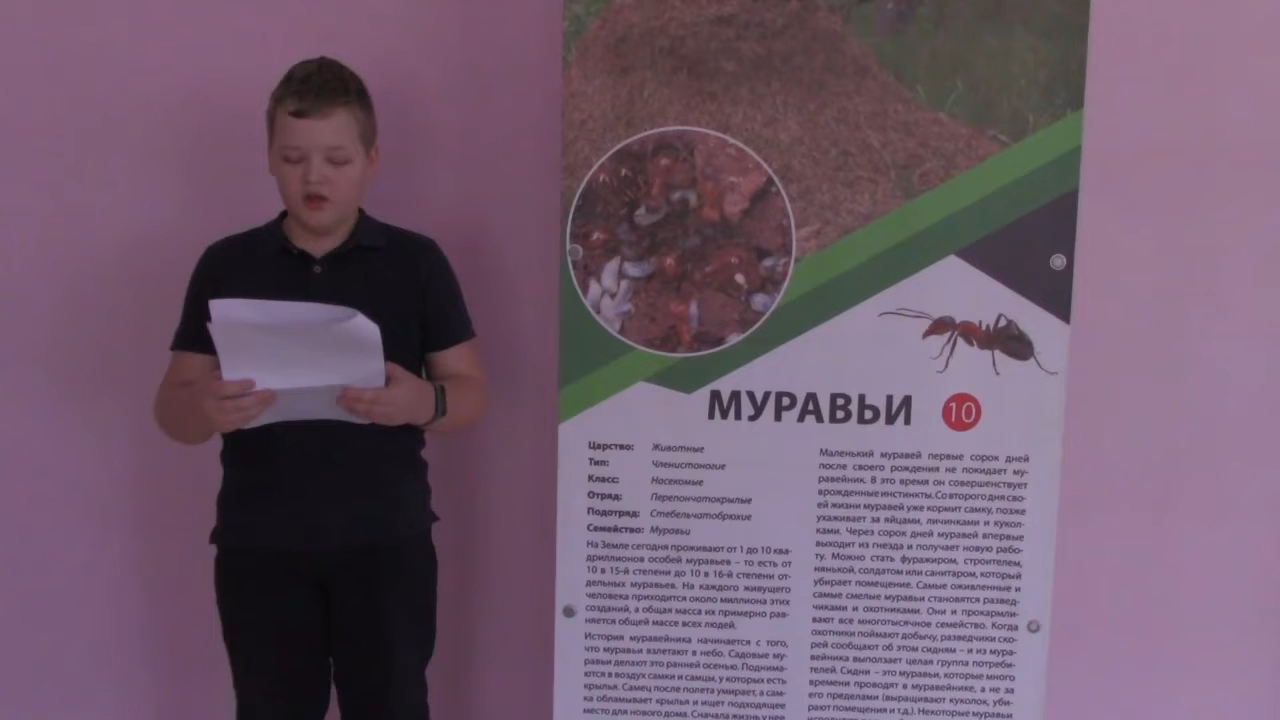 МУРАВЬИ 10
Царство: Животные
Тип: Членистоногие
Класс: Насекомые
Отряд: Перепончатокрылые
Подотряд: Стебельчатобрюхие
Семейство: Муравьи
На Земле сегодня проживают от 1 до 10 ква-
дриллионов особей муравьев – то есть от
10 в 15-й степени до 10 в 16-й степени от-
дельных муравьев. На каждого живущего
человека приходится около миллиона этих
созданий, а общая масса их примерно рав-
няется общей массе всех людей.
История муравейника начинается с того,
что муравьи взлетают в небо. Садовые му-
равьи делают это ранней осенью. Поднима-
ются в воздух самки и самцы, у которых есть
крылья. Самец после полета умирает, а сам-
ка обламывает крылья и ищет подходящее
место для нового дома. Сначала жизнь у нее
Маленький муравей первые сорок дней
после своего рождения не покидает му-
равейник. В это время он совершенствует
врожденные инстинкты. Со второго дня сво-
ей жизни муравей уже кормит самку, позже
ухаживает за яйцами, личинками и кукол-
ками. Через сорок дней муравей впервые
выходит из гнезда и получает новую рабо-
ту. Можно стать фуражиром, строителем,
нянькой, солдатом или санитаром, который
убирает помещение. Самые оживленные и
самые смелые муравьи становятся развед-
чиками и охотниками. Они и прокармли-
вают все многотысячное семейство. Когда
охотники поймают добычу, разведчики ско-
рей сообщают об этом сидням – и из мура-
вейника выползает целая группа потреби-
телей. Сидни – это муравьи, которые много
времени проводят в муравейнике, а не за
его пределами (выращивают куколок, уби-
рают помещения и т.д.). Некоторые муравьи